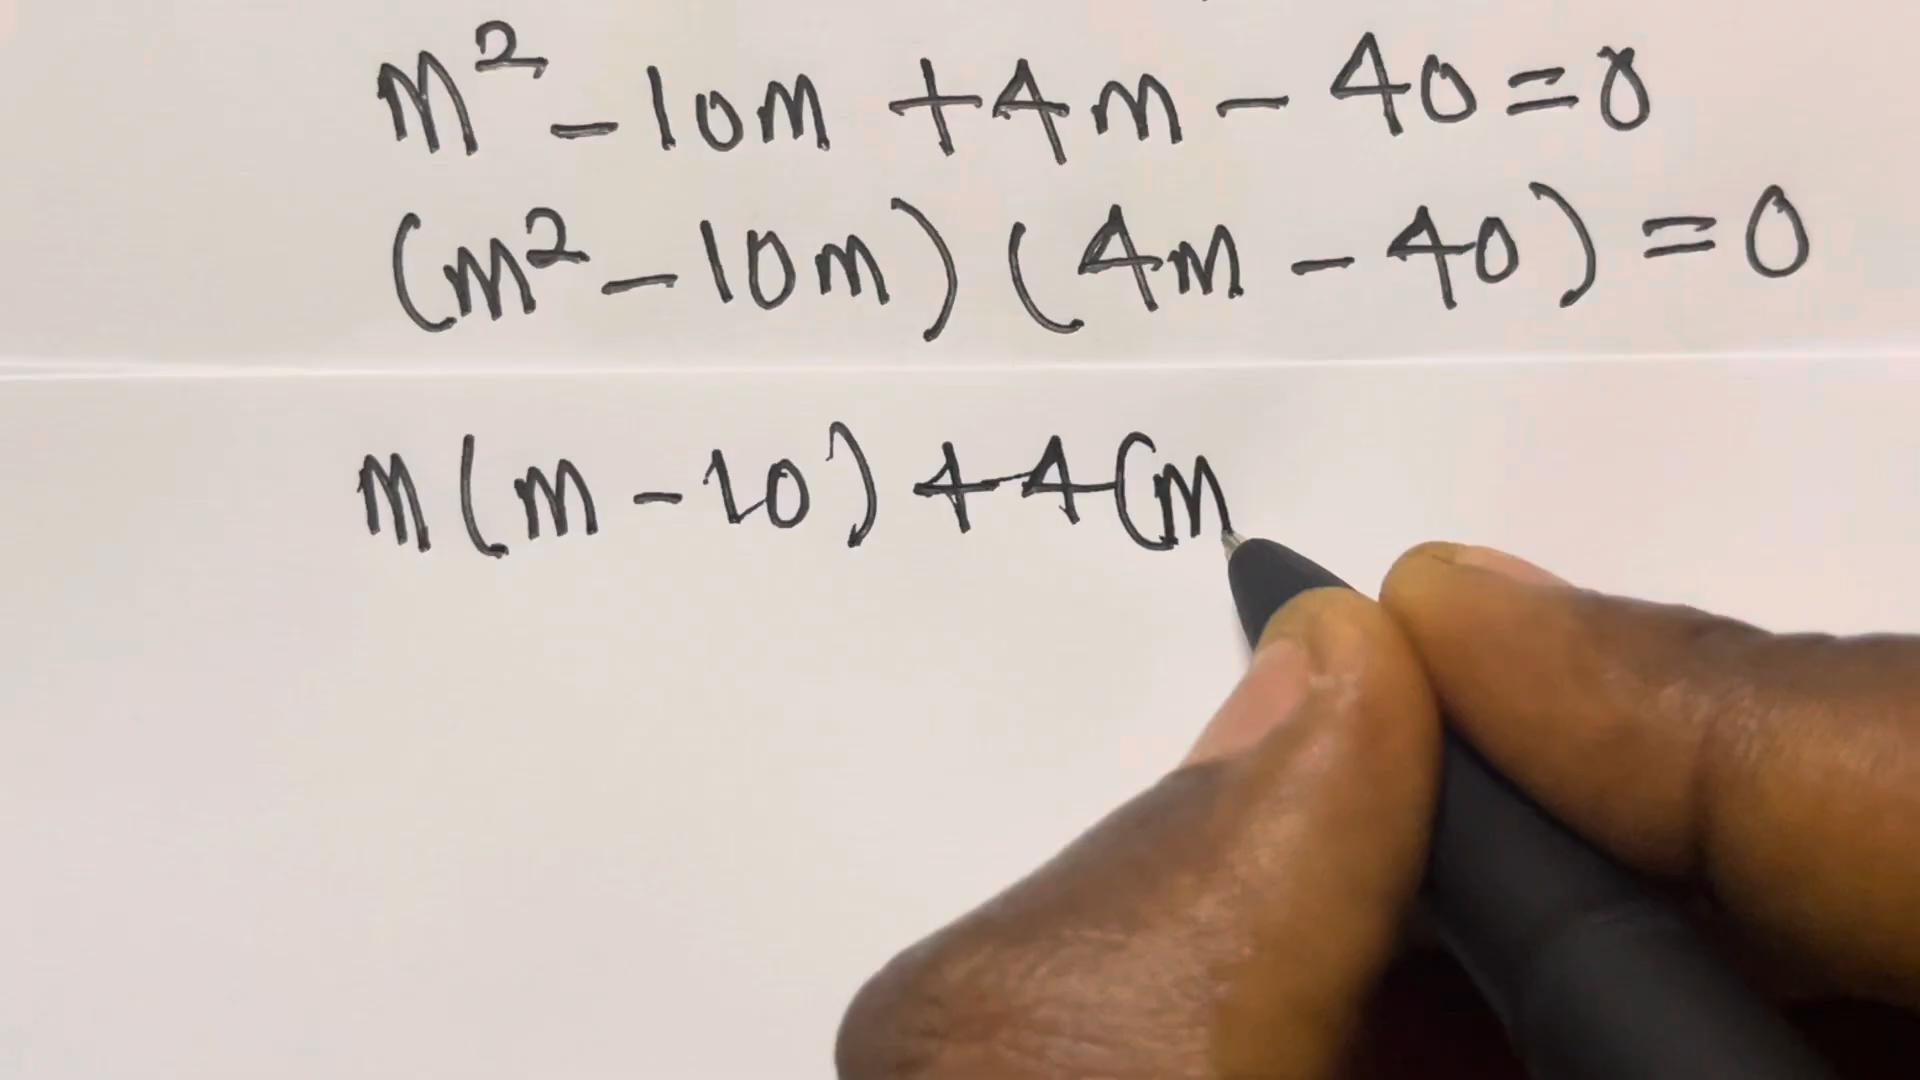 m² - 10m + 4m - 40 = 0
(m² - 10m) (4m - 40) = 0
m(m - 10) + 4(m